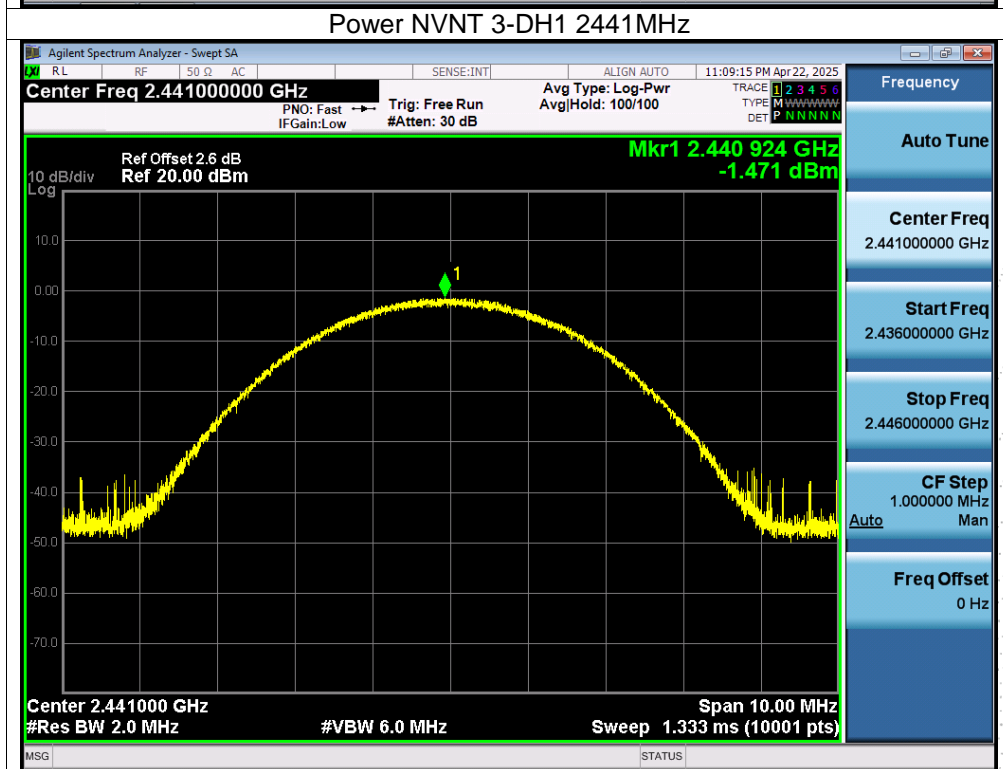 Power NVNT 3-DH1 2441MHz
Agilent Spectrum Analyzer - Swept SA
LXI RL RF 50 Ω AC SENSE:INT ALIGN AUTO 11:09:15 PM Apr 22, 2025
Center Freq 2.441000000 GHz
PNO: Fast
IFGain:Low
Trig: Free Run
#Atten: 30 dB
Avg Type: Log-Pwr
Avg|Hold: 100/100
TRACE 1 2 3 4 5 6
TYPE M WWWWW
DET P N N N N N
Frequency
Auto Tune
Center Freq
2.441000000 GHz
Start Freq
2.436000000 GHz
Stop Freq
2.446000000 GHz
CF Step
1.000000 MHz
Auto Man
Freq Offset
0 Hz
Mkr1 2.440 924 GHz
-1.471 dBm
Ref Offset 2.6 dB
10 dB/div Ref 20.00 dBm
Log
10.0
0.00
-10.0
-20.0
-30.0
-40.0
-50.0
-60.0
-70.0
1
Center 2.441000 GHz Span 10.00 MHz
#Res BW 2.0 MHz #VBW 6.0 MHz Sweep 1.333 ms (10001 pts)
MSG STATUS